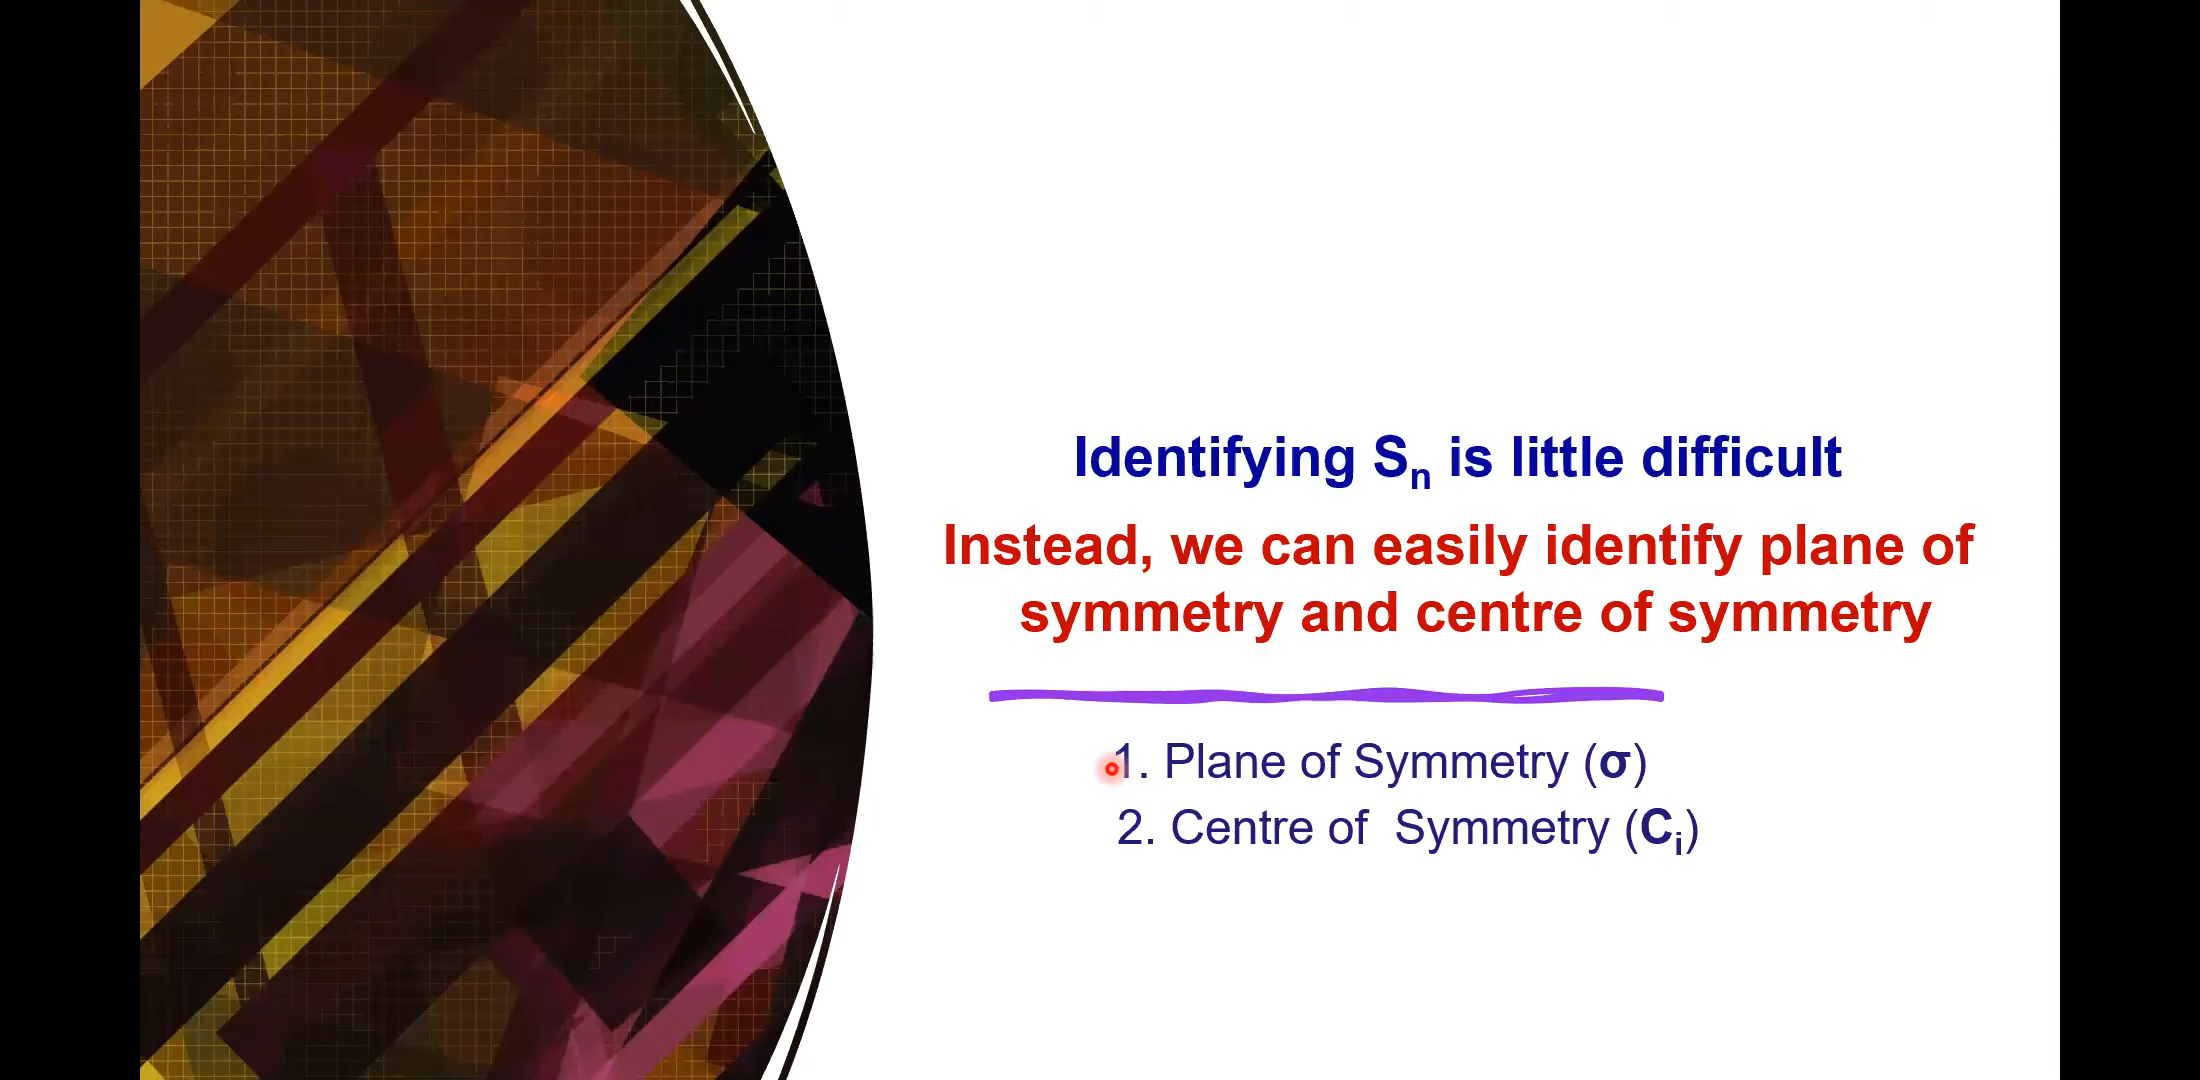 Identifying Sn is little difficult
Instead, we can easily identify plane of
symmetry and centre of symmetry
1. Plane of Symmetry (σ)
2. Centre of Symmetry (Ci)